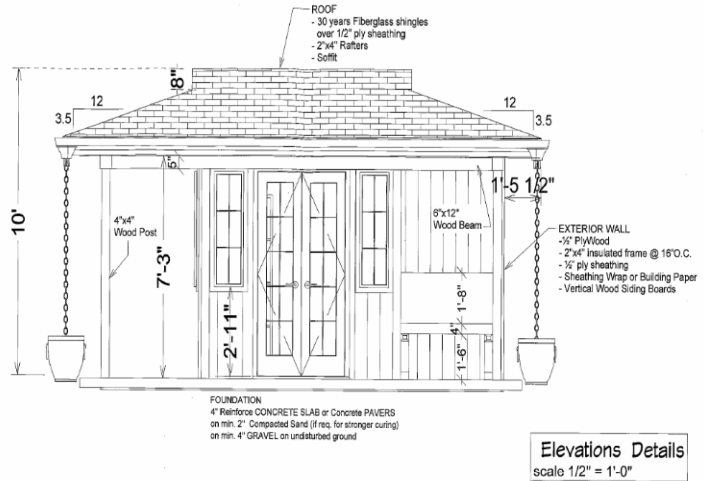 ROOF
- 30 years Fiberglass shingles
over 1/2" ply sheathing
- 2"x4" Rafters
- Soffit
8"
12
12
3.5
3.5
5"
1'-5 1/2"
10'
4"x4"
Wood Post
6"x12"
Wood Beam
7'-3"
EXTERIOR WALL
-½" PlyWood
- 2"x4" insulated frame @ 16"O.C.
- ½" ply sheathing
- Sheathing Wrap or Building Paper
- Vertical Wood Siding Boards
1'-8"
2'-11"
4"
1'-6"
FOUNDATION
4" Reinforce CONCRETE SLAB or Concrete PAVERS
on min. 2" Compacted Sand (if req. for stronger curing)
on min. 4" GRAVEL on undisturbed ground
Elevations Details
scale 1/2" = 1'-0"